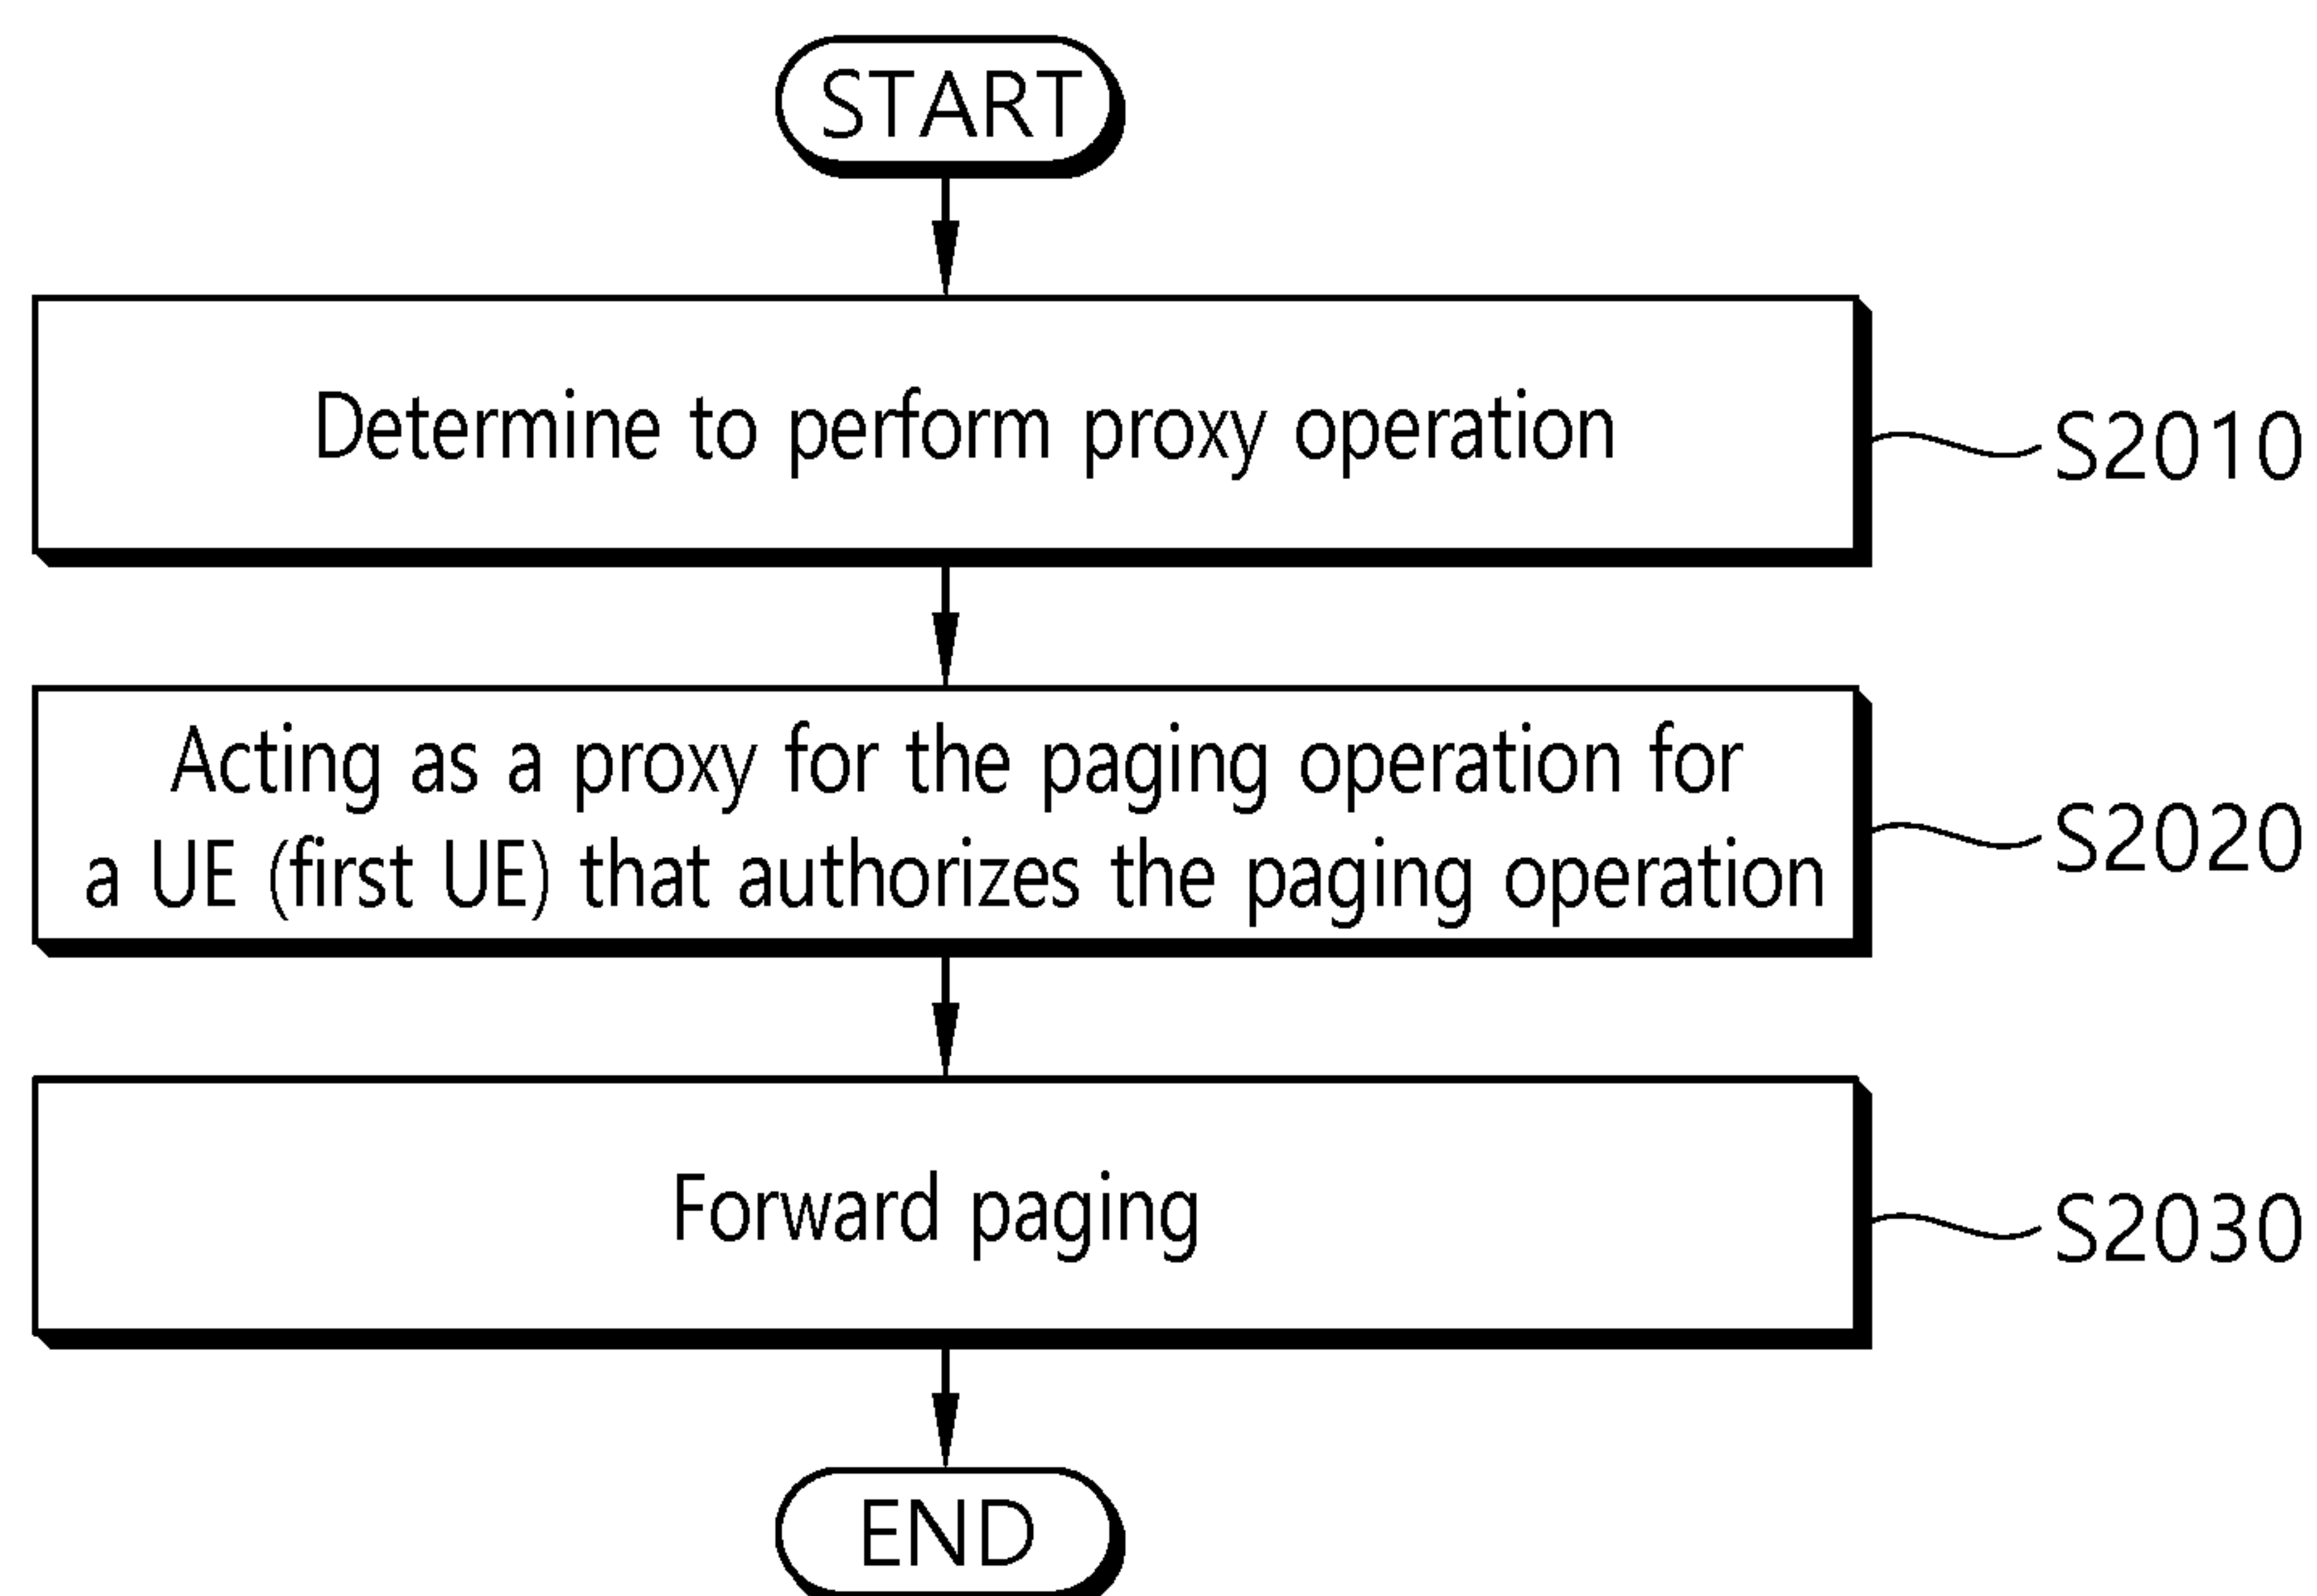 START
Determine to perform proxy operation
S2010
Acting as a proxy for the paging operation for
a UE (first UE) that authorizes the paging operation
S2020
Forward paging
S2030
END